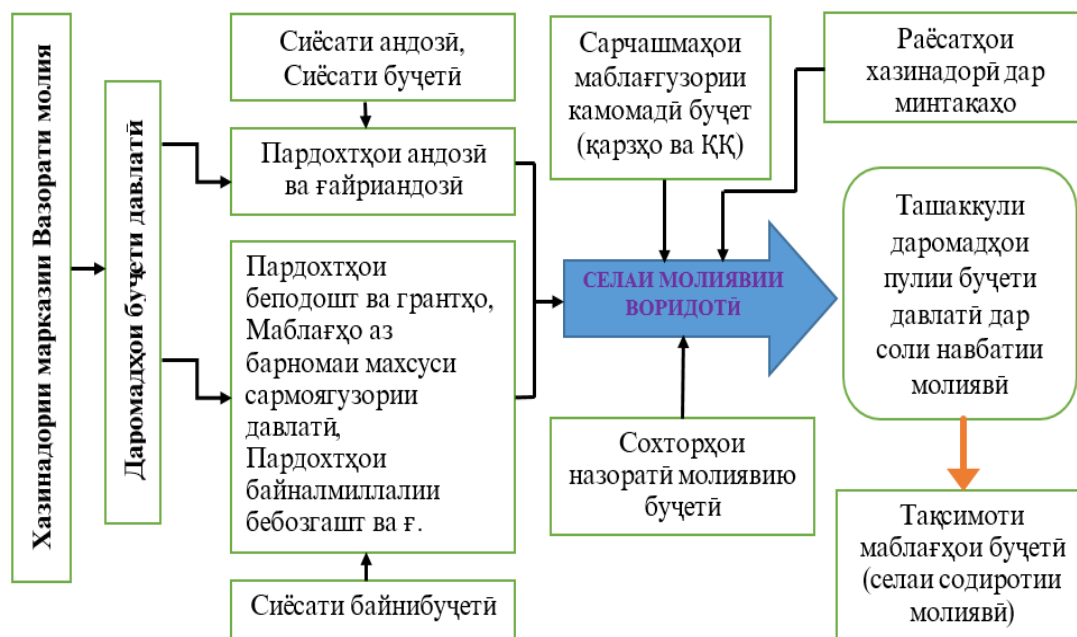 Хазинадории марказии Вазорати молия
Даромадҳои буҷети давлатӣ
Сиёсати андозӣ,
Сиёсати буҷетӣ
Пардохтҳои андозӣ
ва ғайриандозӣ
Пардохтҳои
беподошт ва грантҳо,
Маблағҳо аз
барномаи махсуси
сармоягузории
давлатӣ,
Пардохтҳои
байналмиллалии
бебозгашт ва ғ.
Сиёсати байнибуҷетӣ
Сарчашмаҳои
маблағгузории
камомадӣ буҷет
(қарзҳо ва ҚҚ)
СЕЛАИ МОЛИЯВИИ
ВОРИДОТӢ
Сохторҳои
назоратӣ молиявию
буҷетӣ
Раёсатҳои
хазинадорӣ дар
минтақаҳо
Ташаккули
даромадҳои
пулии буҷети
давлатӣ дар
соли навбатии
молиявӣ
Тақсимоти
маблағҳои буҷетӣ
(селаи содиротии
молиявӣ)